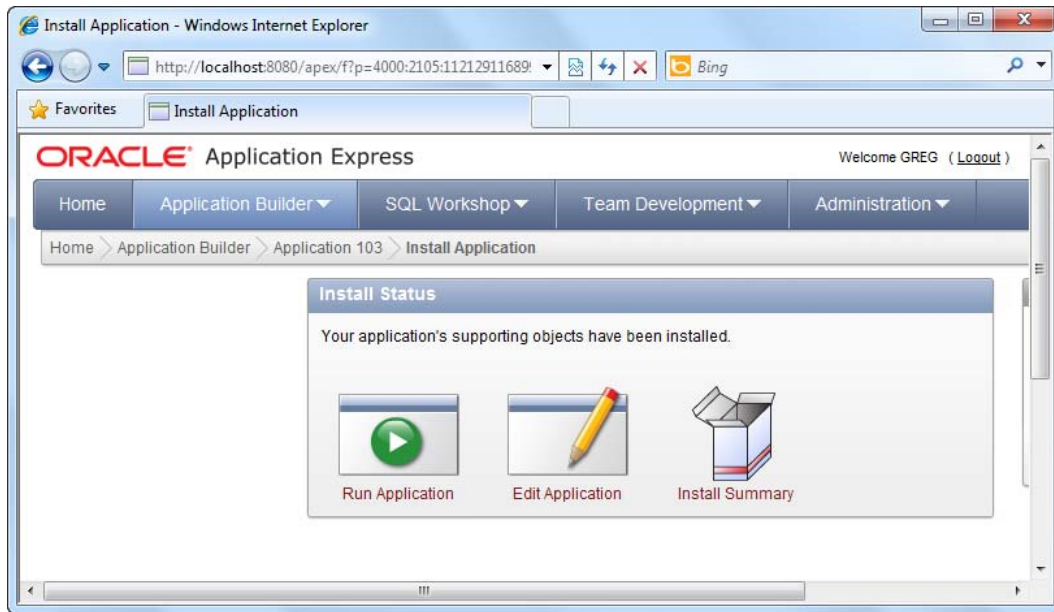 Install Application - Windows Internet Explorer
http://localhost:8080/apex/f?p=4000:2105:11212911689
Bing
Favorites
Install Application
ORACLE Application Express
Welcome GREG ( Logout )
Home Application Builder SQL Workshop Team Development Administration
Home Application Builder Application 103 Install Application
Install Status
Your application's supporting objects have been installed.
Run Application Edit Application Install Summary